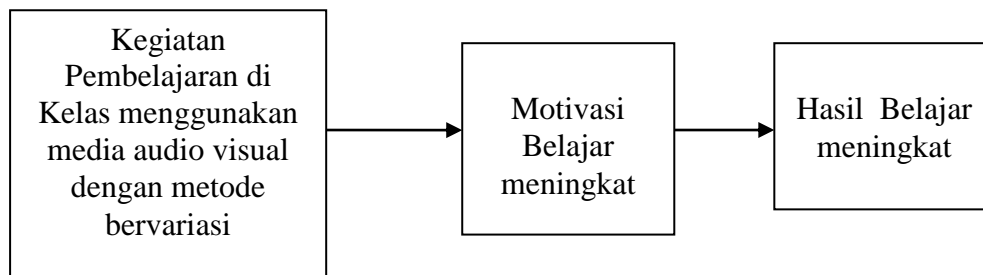 Kegiatan
Pembelajaran di
Kelas menggunakan
media audio visual
dengan metode
bervariasi
Motivasi
Belajar
meningkat
Hasil Belajar
meningkat